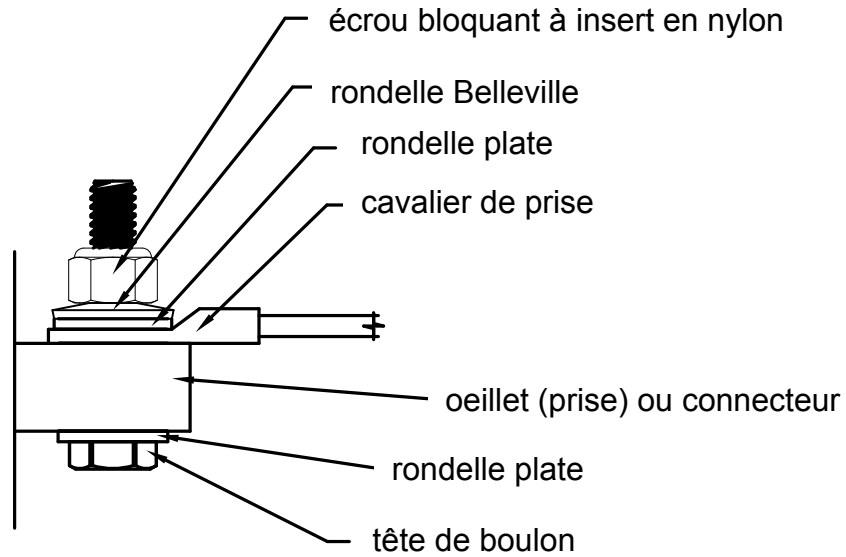 écrou bloquant à insert en nylon
rondelle Belleville
rondelle plate
cavalier de prise
oeillet (prise) ou connecteur
rondelle plate
tête de boulon